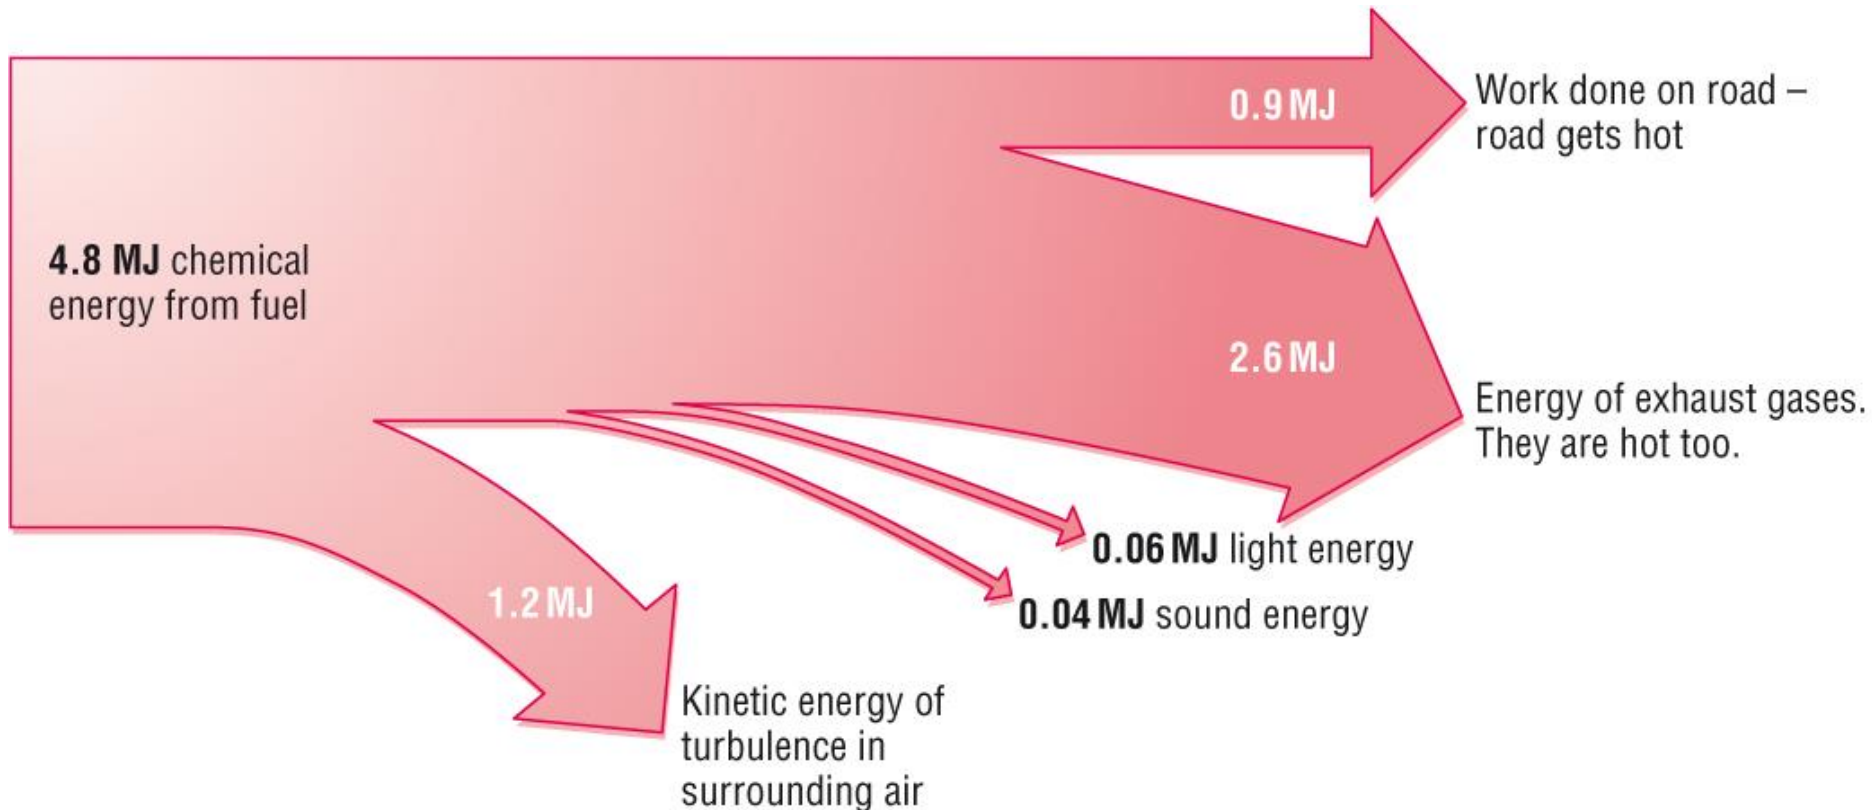 0.9 MJ
Work done on road –
road gets hot
4.8 MJ chemical
energy from fuel
2.6 MJ
Energy of exhaust gases.
They are hot too.
0.06 MJ light energy
0.04 MJ sound energy
1.2 MJ
Kinetic energy of
turbulence in
surrounding air